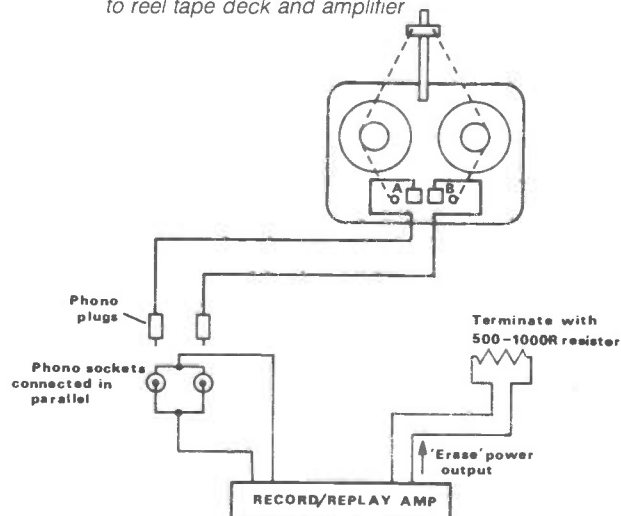 to reel tape deck and amplifier
A
B
Phono
plugs
Terminate with
500-1000R resistor
Phono sockets
connected in
parallel
'Erase' power
output
RECORD/REPLAY AMP